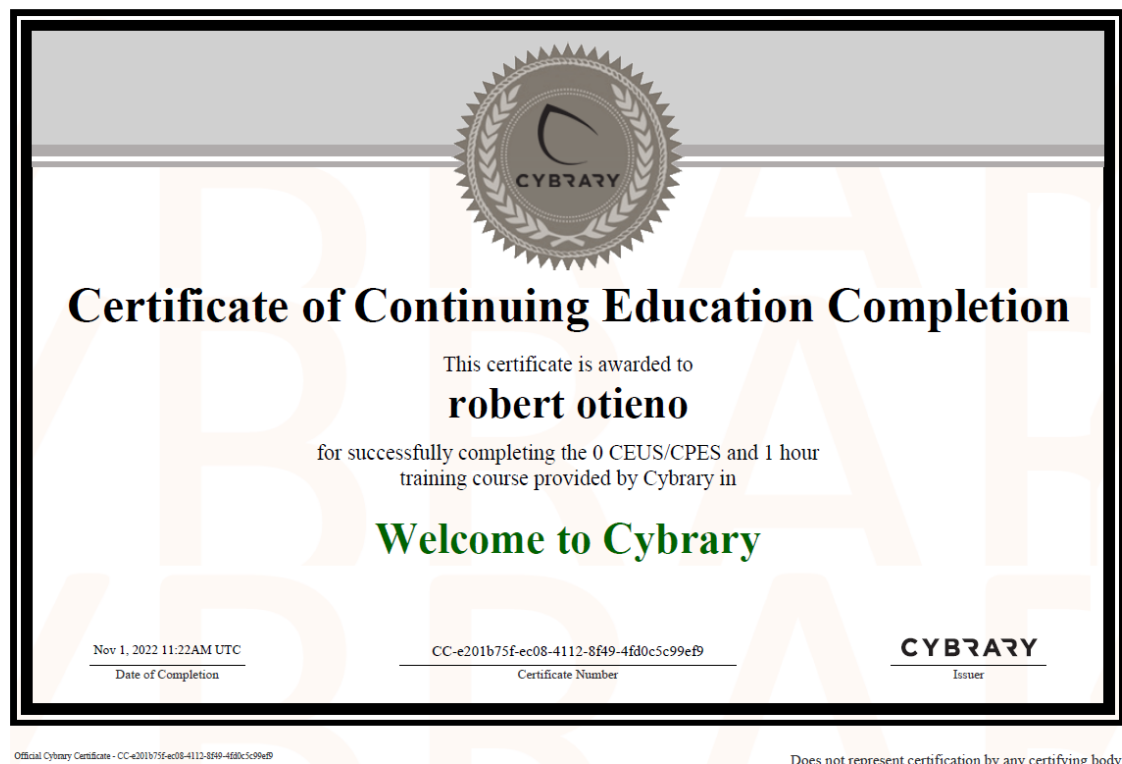 CYBRARY
Certificate of Continuing Education Completion
This certificate is awarded to
robert otieno
for successfully completing the 0 CEUS/CPES and 1 hour
training course provided by Cybrary in
Welcome to Cybrary
Nov 1, 2022 11:22AM UTC
Date of Completion
CC-e201b75f-ec08-4112-8f49-4fd0c5c99ef9
Certificate Number
CYBRARY
Issuer
Official Cybrary Certificate - CC-e201b75f-ec08-4112-8f49-4fd0c5c99ef9
Does not represent certification by any certifying body